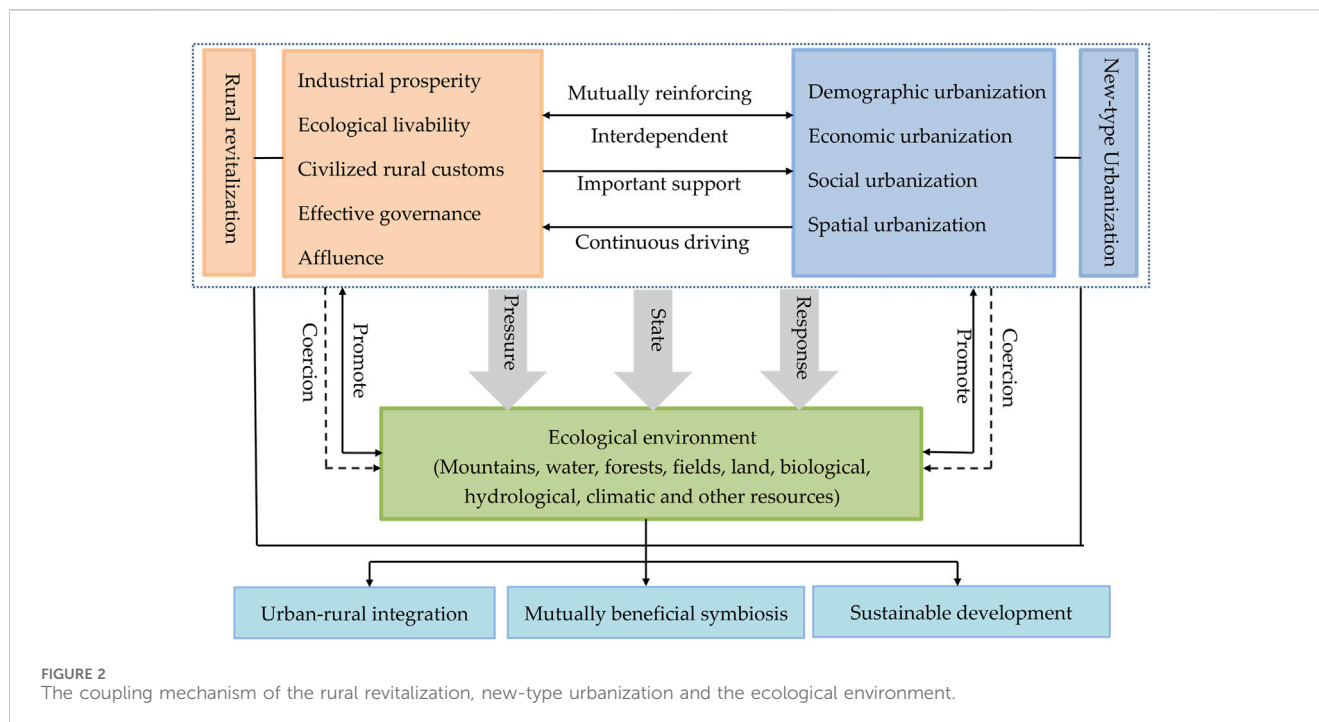 Rural revitalization
Industrial prosperity
Ecological livability
Civilized rural customs
Effective governance
Affluence
Mutually reinforcing
Interdependent
Important support
Continuous driving
Demographic urbanization
Economic urbanization
Social urbanization
Spatial urbanization
New-type Urbanization
Coercion
Promote
Pressure
State
Response
Promote
Coercion
Ecological environment
(Mountains, water, forests, fields, land, biological,
hydrological, climatic and other resources)
Urban-rural integration
Mutually beneficial symbiosis
Sustainable development
FIGURE 2
The coupling mechanism of the rural revitalization, new-type urbanization and the ecological environment.